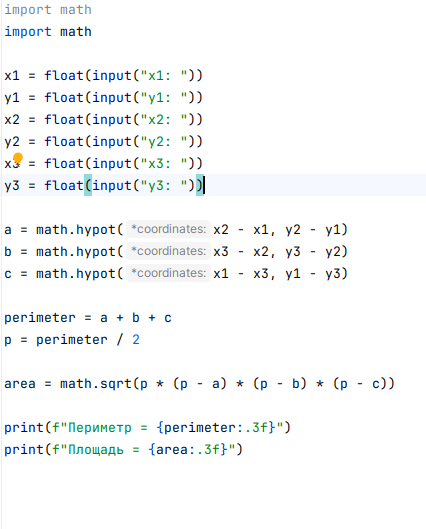 import math
import math
x1 = float(input("x1: "))
y1 = float(input("y1: "))
x2 = float(input("x2: "))
y2 = float(input("y2: "))
x3 = float(input("x3: "))
y3 = float(input("y3: "))
a = math.hypot( *coordinates: x2 - x1, y2 - y1)
b = math.hypot( *coordinates: x3 - x2, y3 - y2)
c = math.hypot( *coordinates: x1 - x3, y1 - y3)
perimeter = a + b + c
p = perimeter / 2
area = math.sqrt(p * (p - a) * (p - b) * (p - c))
print(f"Периметр = {perimeter:.3f}")
print(f"Площадь = {area:.3f}")